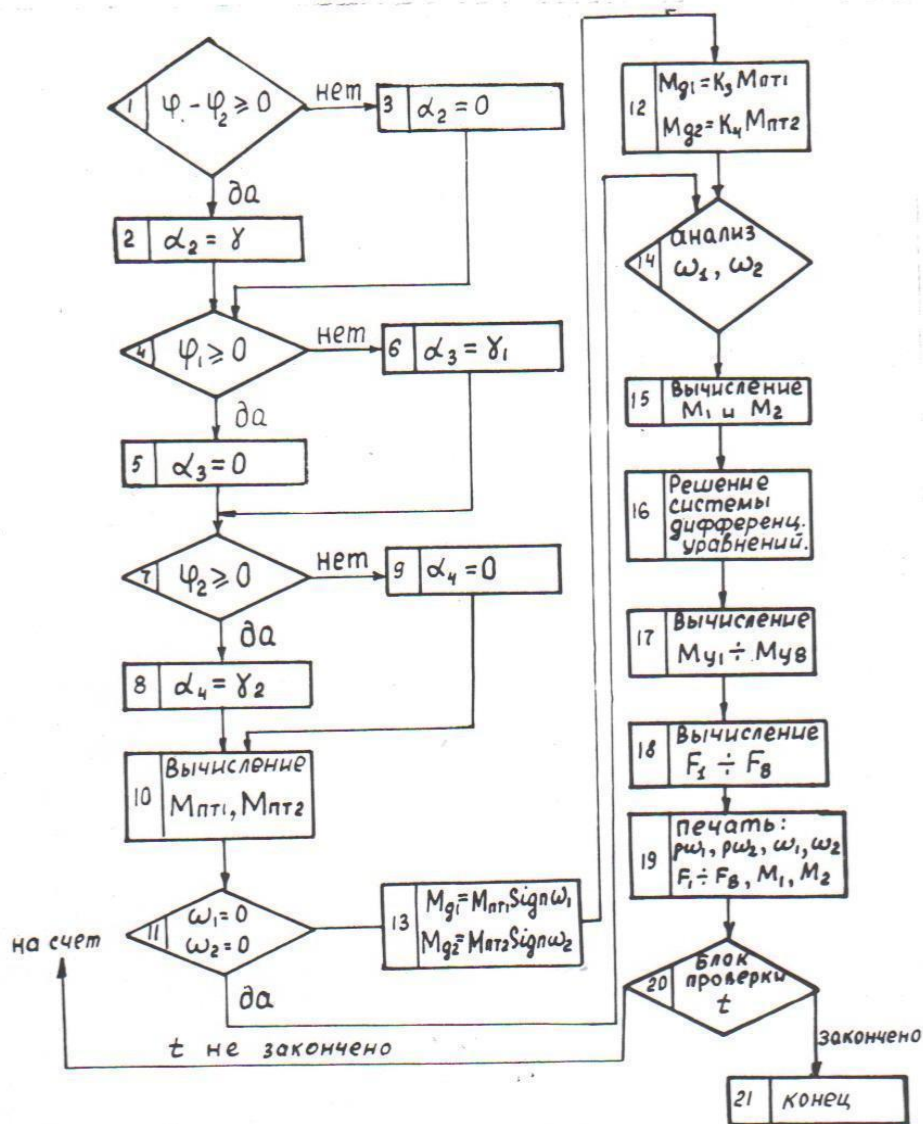 1 φ - φ₂ ≥ 0
нет
3 α₂ = 0
да
2 α₂ = γ
4 φ₁ ≥ 0
нет
6 α₃ = γ₁
да
5 α₃ = 0
7 φ₂ ≥ 0
нет
9 α₄ = 0
да
8 α₄ = γ₂
10 Вычисление
Mпт₁, Mпт₂
11 ω₁ = 0
ω₂ = 0
13 Mg₁ = Mпт₁ Sign ω₁
Mg₂ = Mпт₂ Sign ω₂
да
на счет
t не закончено
12 Mg₁ = K₃ Mпт₁
Mg₂ = K₄ Mпт₂
14 анализ
ω₁, ω₂
15 Вычисление
M₁ и M₂
16 Решение
системы
дифференц.
уравнений.
17 Вычисление
My₁ ÷ My8
18 Вычисление
F₁ ÷ F8
19 печать:
pω₁, pω₂, ω₁, ω₂
F₁ ÷ F8, M₁, M₂
20 Блок
проверки
t
закончено
21 конец